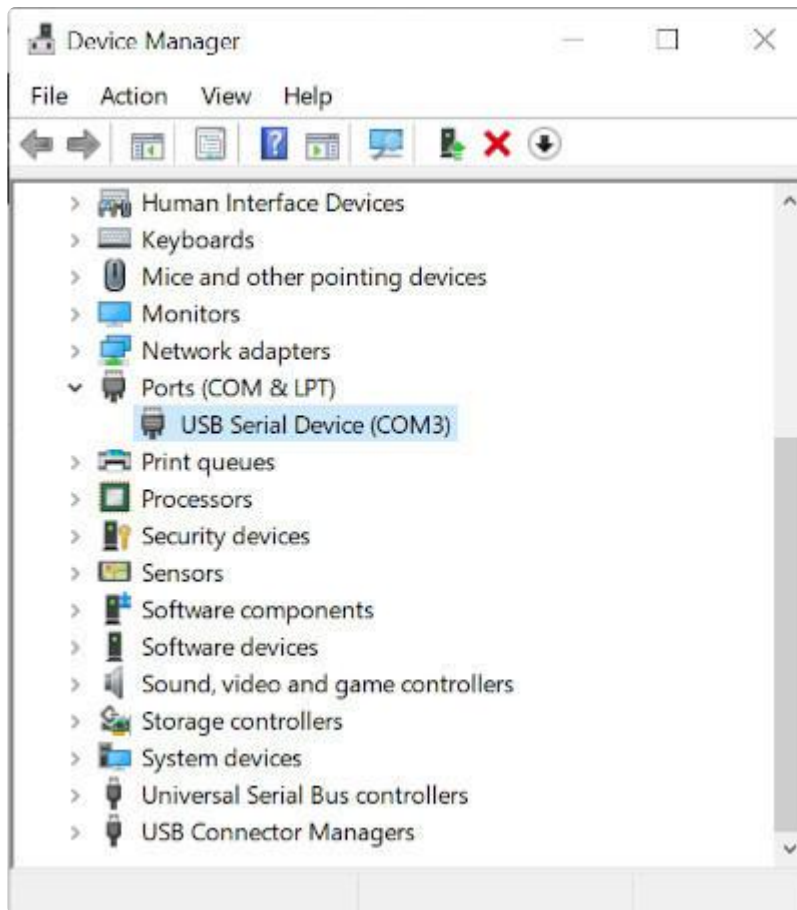 Device Manager
File Action View Help
Human Interface Devices
Keyboards
Mice and other pointing devices
Monitors
Network adapters
Ports (COM & LPT)
USB Serial Device (COM3)
Print queues
Processors
Security devices
Sensors
Software components
Software devices
Sound, video and game controllers
Storage controllers
System devices
Universal Serial Bus controllers
USB Connector Managers